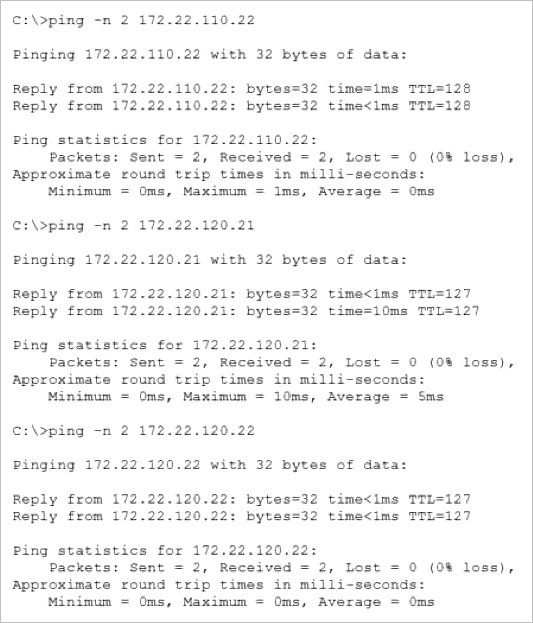 C:\>ping -n 2 172.22.110.22
Pinging 172.22.110.22 with 32 bytes of data:
Reply from 172.22.110.22: bytes=32 time=1ms TTL=128
Reply from 172.22.110.22: bytes=32 time<1ms TTL=128
Ping statistics for 172.22.110.22:
    Packets: Sent = 2, Received = 2, Lost = 0 (0% loss),
Approximate round trip times in milli-seconds:
    Minimum = 0ms, Maximum = 1ms, Average = 0ms
C:\>ping -n 2 172.22.120.21
Pinging 172.22.120.21 with 32 bytes of data:
Reply from 172.22.120.21: bytes=32 time<1ms TTL=127
Reply from 172.22.120.21: bytes=32 time=10ms TTL=127
Ping statistics for 172.22.120.21:
    Packets: Sent = 2, Received = 2, Lost = 0 (0% loss),
Approximate round trip times in milli-seconds:
    Minimum = 0ms, Maximum = 10ms, Average = 5ms
C:\>ping -n 2 172.22.120.22
Pinging 172.22.120.22 with 32 bytes of data:
Reply from 172.22.120.22: bytes=32 time<1ms TTL=127
Reply from 172.22.120.22: bytes=32 time<1ms TTL=127
Ping statistics for 172.22.120.22:
    Packets: Sent = 2, Received = 2, Lost = 0 (0% loss),
Approximate round trip times in milli-seconds:
    Minimum = 0ms, Maximum = 0ms, Average = 0ms